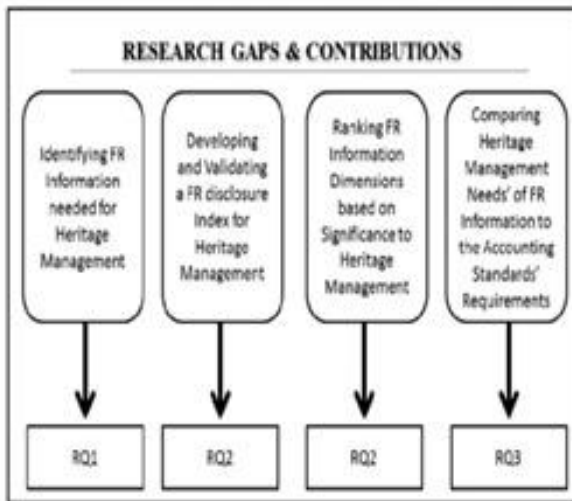 RESEARCH GAPS & CONTRIBUTIONS
Identifying FR
Information
needed for
Heritage
Management
Developing
and Validating
a FR disclosure
Index for
Heritage
Management
Ranking FR
Information
Dimensions
based on
Significance to
Heritage
Management
Comparing
Heritage
Management
Needs' of FR
Information to
the Accounting
Standards'
Requirements
RQ1
RQ2
RQ2
RQ3